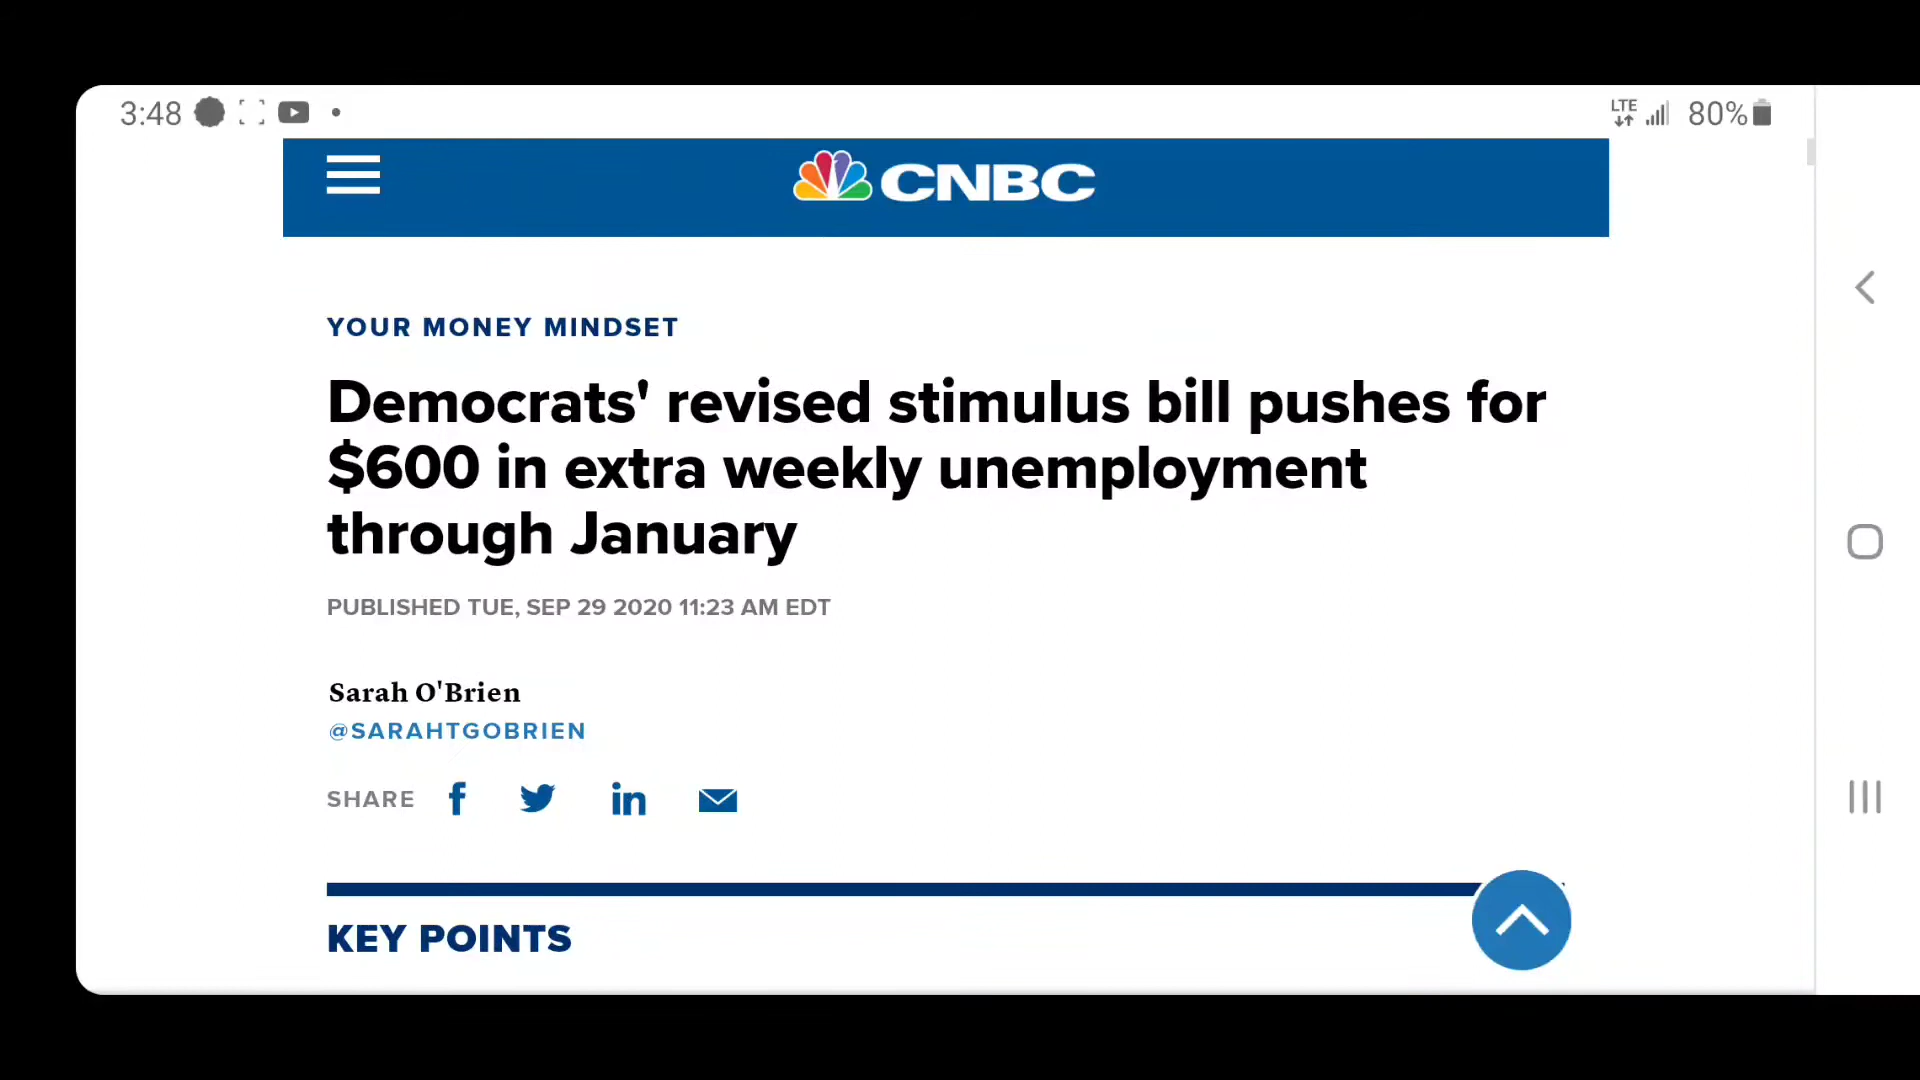 3:48
LTE 80%
CNBC
YOUR MONEY MINDSET
Democrats' revised stimulus bill pushes for
$600 in extra weekly unemployment
through January
PUBLISHED TUE, SEP 29 2020 11:23 AM EDT
Sarah O'Brien
@SARAHTGOBRIEN
SHARE f in
KEY POINTS